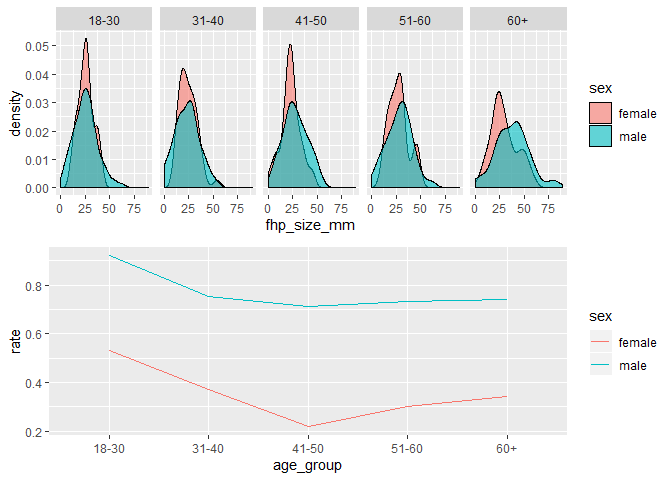 18-30 31-40 41-50 51-60 60+
0.05
0.04
0.03
0.02
0.01
0.00
density
0 25 50 75 0 25 50 75 0 25 50 75 0 25 50 75 0 25 50 75
fhp_size_mm
sex
female
male
0.8
0.6
0.4
0.2
rate
18-30 31-40 41-50 51-60 60+
age_group
sex
female
male